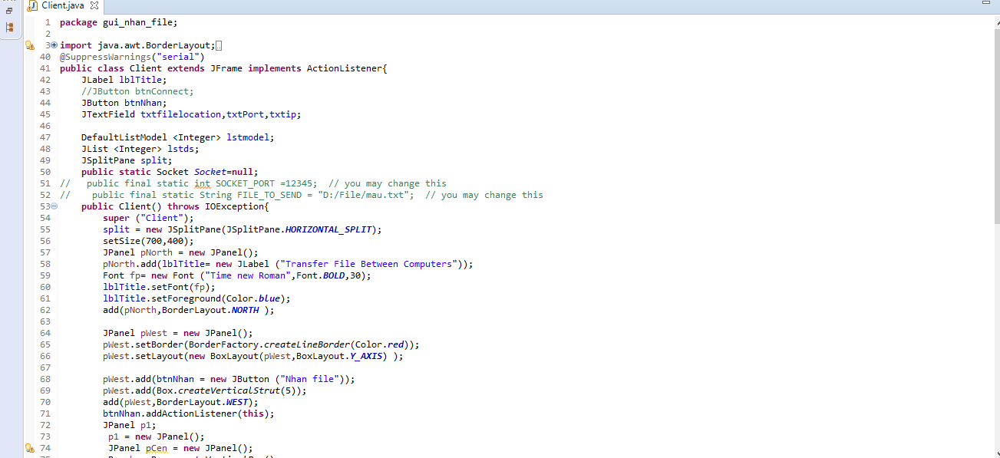 Client.java
1 package gui_nhan_file;
2
3 import java.awt.BorderLayout;
40 @SuppressWarnings("serial")
41 public class Client extends JFrame implements ActionListener{
42 JLabel lblTitle;
43 //JButton btnConnect;
44 JButton btnNhan;
45 JTextField txtfilelocation,txtPort,txtip;
46
47 DefaultListModel <Integer> lstmodel;
48 JList <Integer> lstds;
49 JSplitPane split;
50 public static Socket Socket=null;
51 // public final static int SOCKET_PORT =12345; // you may change this
52 // public final static String FILE_TO_SEND = "D:/File/mau.txt"; // you may change this
53 public Client() throws IOException{
54 super ("Client");
55 split = new JSplitPane(JSplitPane.HORIZONTAL_SPLIT);
56 setSize(700,400);
57 JPanel pNorth = new JPanel();
58 pNorth.add(lblTitle= new JLabel ("Transfer File Between Computers"));
59 Font fp= new Font ("Time new Roman",Font.BOLD,30);
60 lblTitle.setFont(fp);
61 lblTitle.setForeground(Color.blue);
62 add(pNorth,BorderLayout.NORTH );
63
64 JPanel pWest = new JPanel();
65 pWest.setBorder(BorderFactory.createLineBorder(Color.red));
66 pWest.setLayout(new BoxLayout(pWest,BoxLayout.Y_AXIS) );
67
68 pWest.add(btnNhan = new JButton ("Nhan file"));
69 pWest.add(Box.createVerticalStrut(5));
70 add(pWest,BorderLayout.WEST);
71 btnNhan.addActionListener(this);
72 JPanel p1;
73 p1 = new JPanel();
74 JPanel pCen = new JPanel();